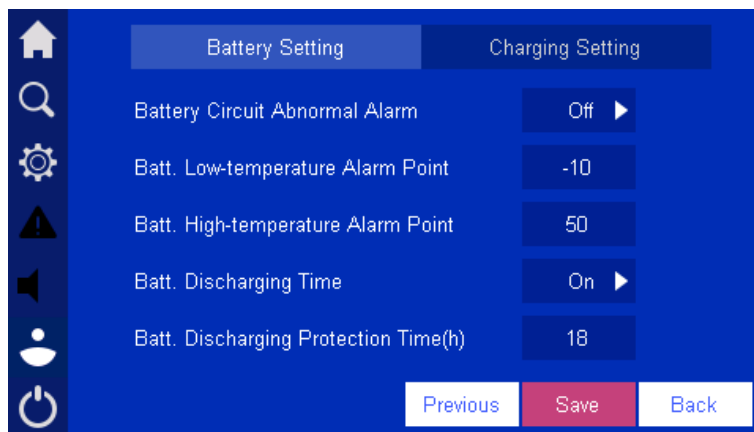 Battery Setting Charging Setting
Battery Circuit Abnormal Alarm Off
Batt. Low-temperature Alarm Point -10
Batt. High-temperature Alarm Point 50
Batt. Discharging Time On
Batt. Discharging Protection Time(h) 18
Previous Save Back